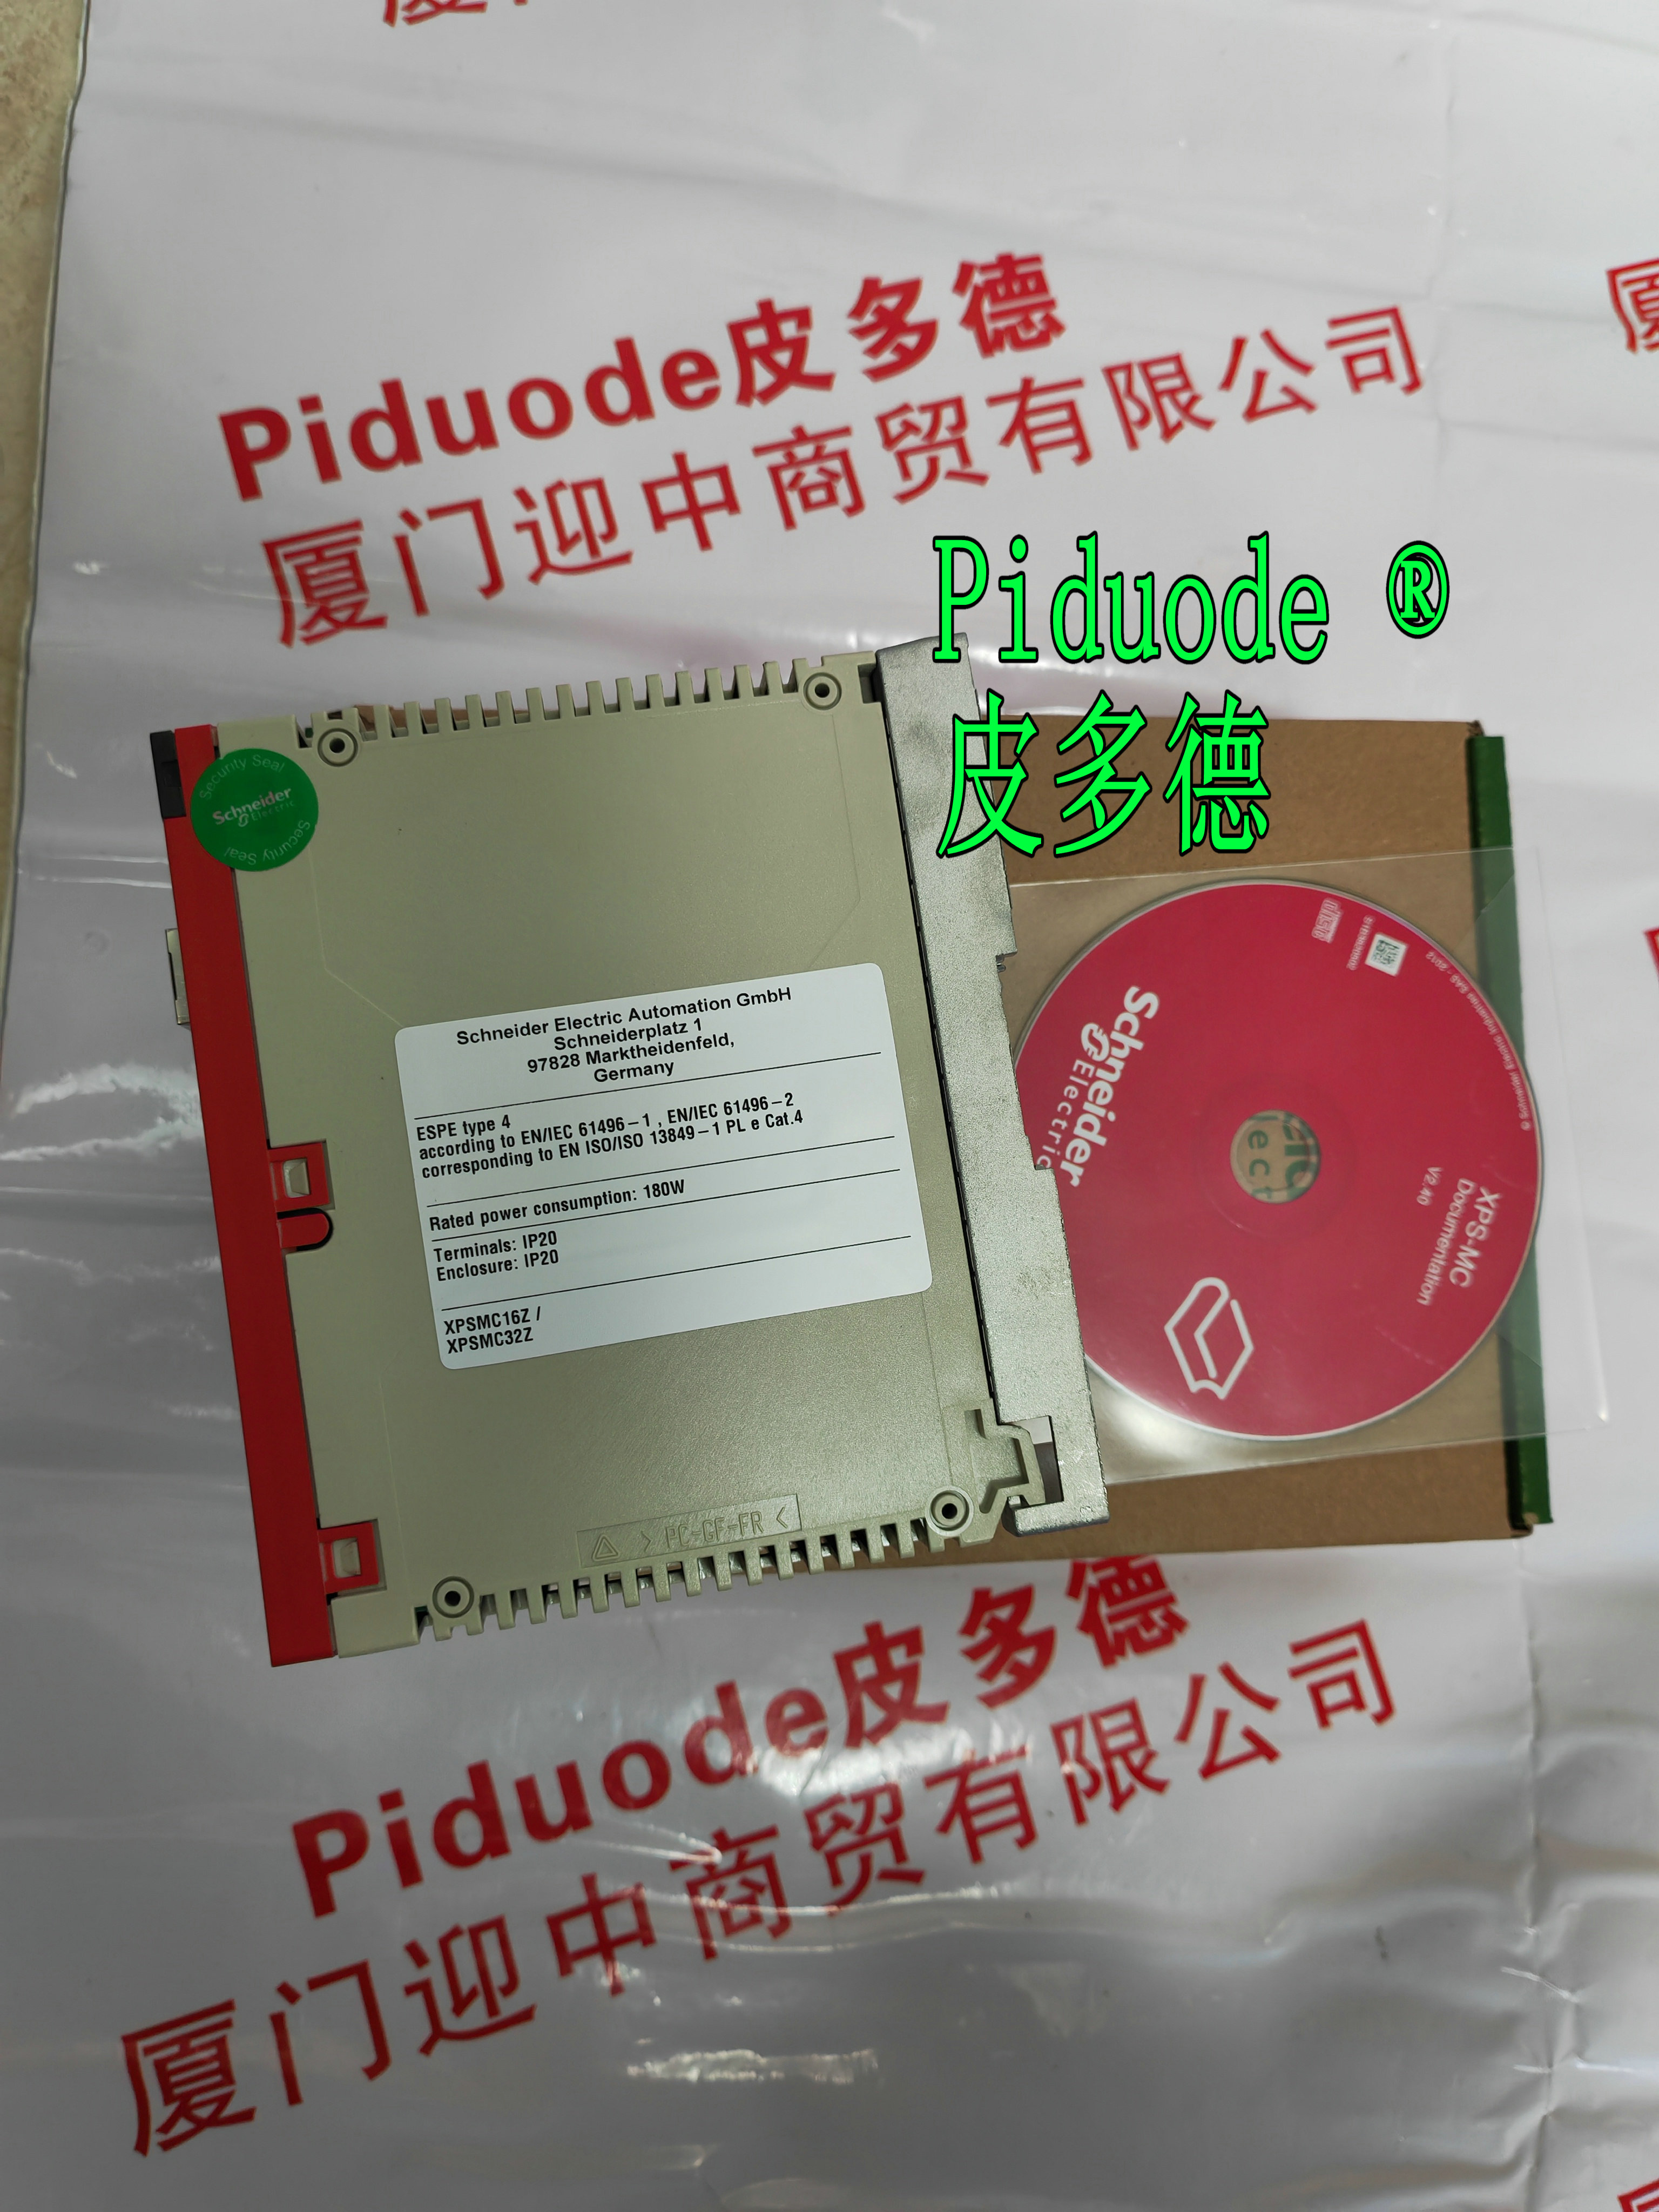 Piduode皮多德
厦门迎中商贸有限公司
Piduode ®
皮多德
Security Seal
Schneider
Electric
Security Seal
Schneider Electric Automation GmbH
Schneiderplatz 1
97828 Marktheidenfeld,
Germany
ESPE type 4
according to EN/IEC 61496-1 , EN/IEC 61496-2
corresponding to EN ISO/ISO 13849-1 PL e Cat.4
Rated power consumption: 180W
Terminals: IP20
Enclosure: IP20
XPSMC16Z /
XPSMC32Z
> PC-GF-FR <
Schneider
Electric
XPS-MC
Documentation
V2.40
ect
Piduode皮多德
厦门迎中商贸有限公司
厦